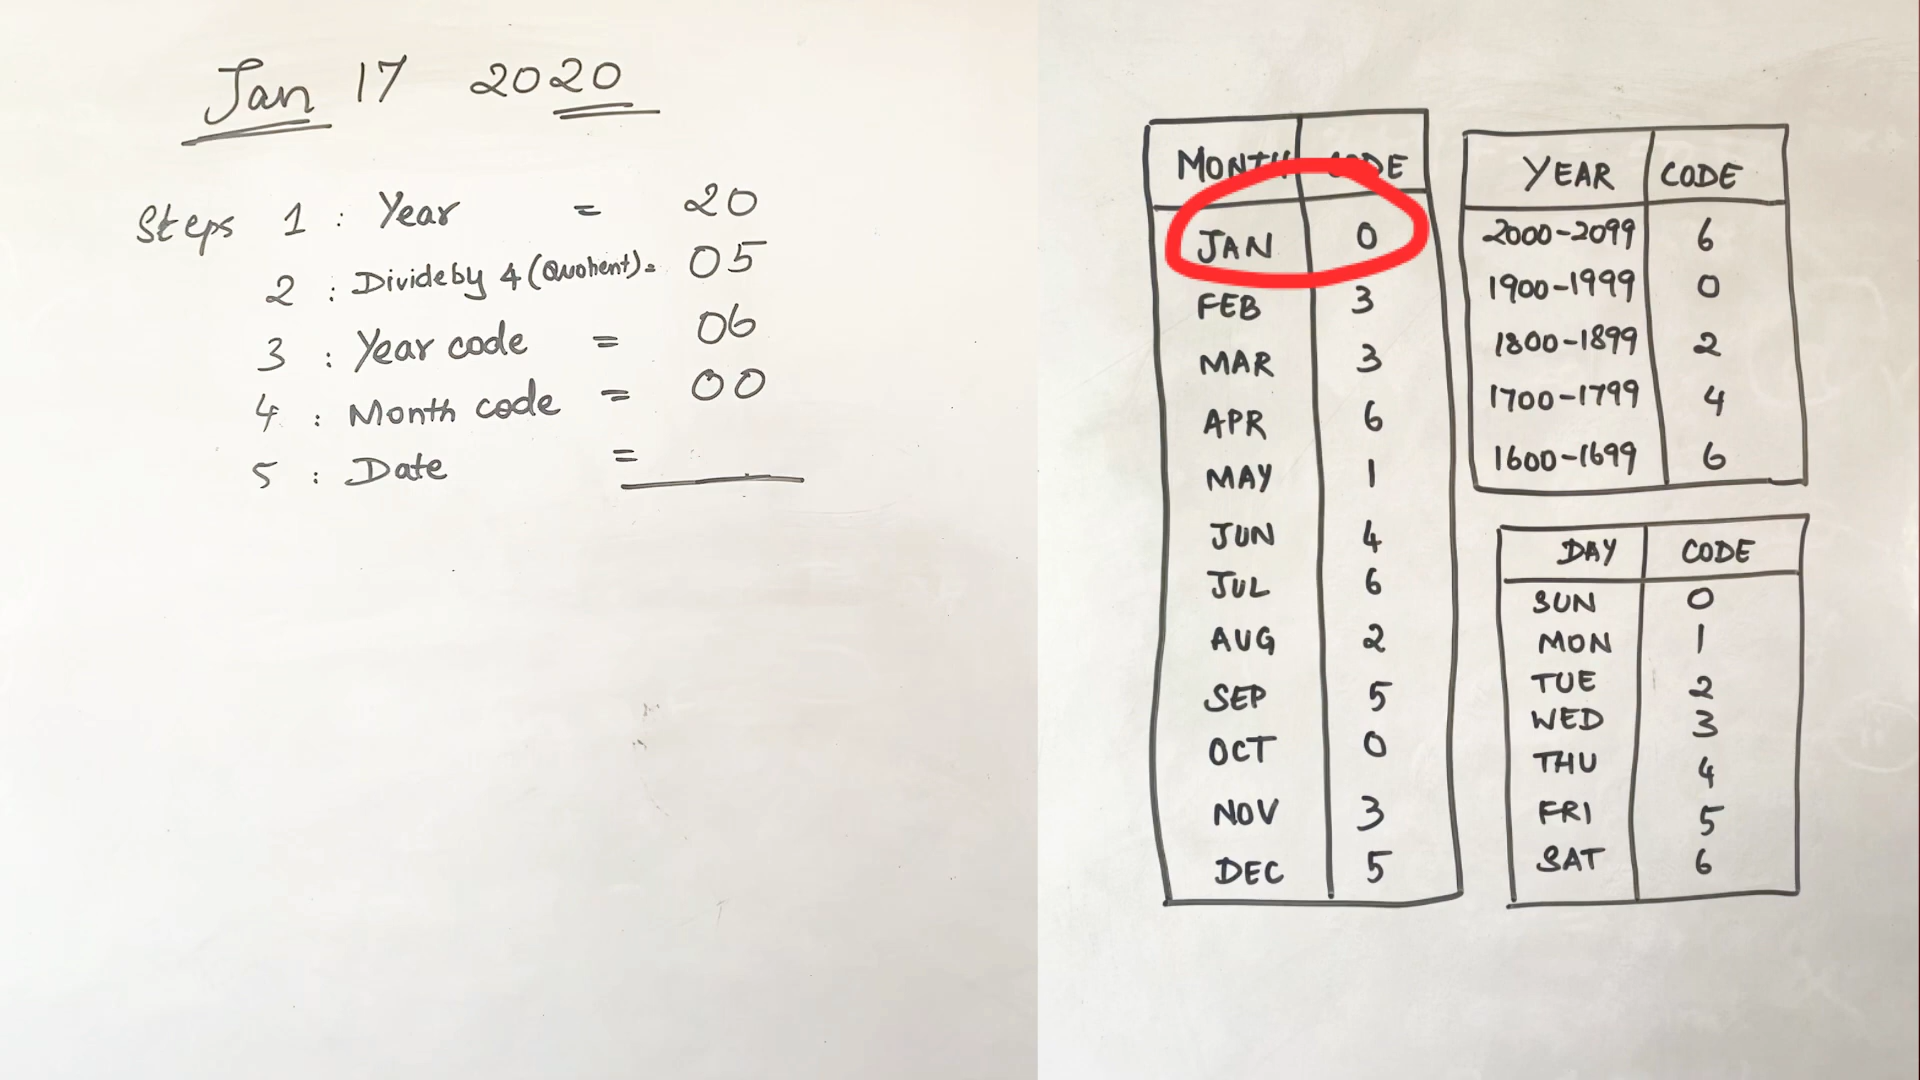 Jan 17 2020
Steps 1 : Year = 20
2 : Divide by 4 (Quohent) = 05
3 : Year code = 06
4 : Month code = 00
5 : Date =
MONTH CODE
JAN 0
FEB 3
MAR 3
APR 6
MAY 1
JUN 4
JUL 6
AUG 2
SEP 5
OCT 0
NOV 3
DEC 5
YEAR CODE
2000-2099 6
1900-1999 0
1800-1899 2
1700-1799 4
1600-1699 6
DAY CODE
SUN 0
MON 1
TUE 2
WED 3
THU 4
FRI 5
SAT 6